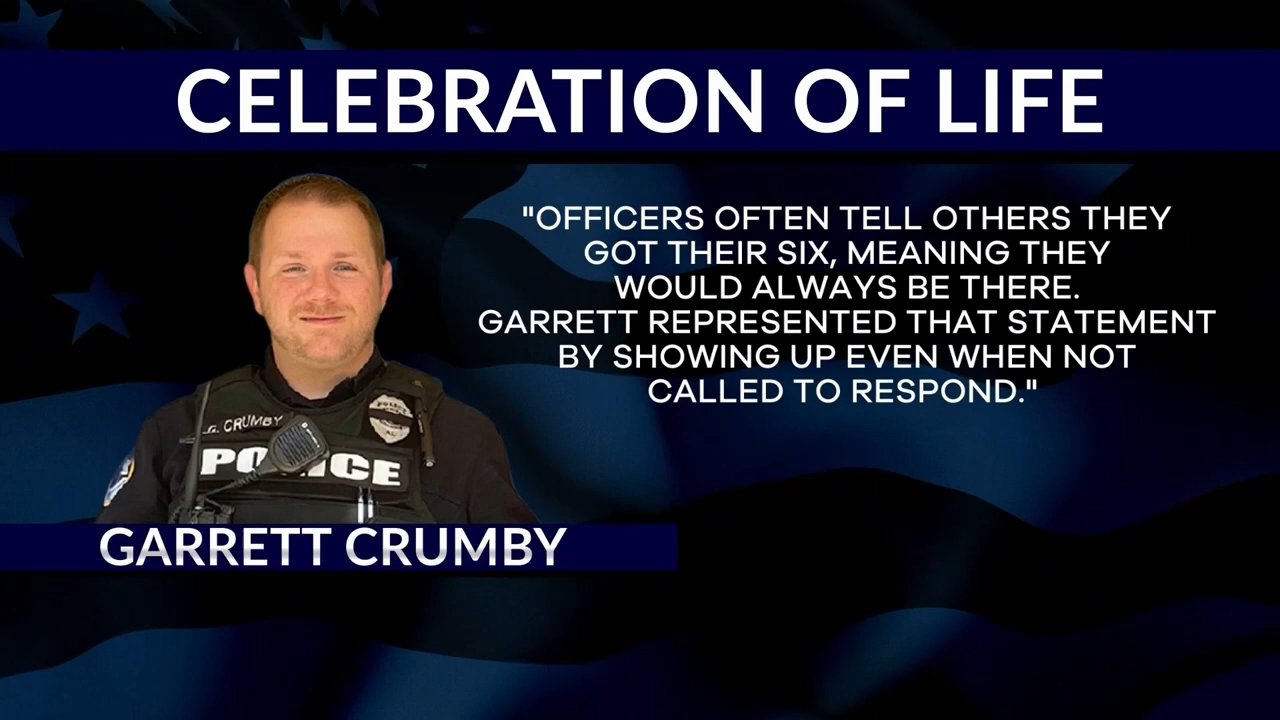 CELEBRATION OF LIFE
"OFFICERS OFTEN TELL OTHERS THEY
GOT THEIR SIX, MEANING THEY
WOULD ALWAYS BE THERE.
GARRETT REPRESENTED THAT STATEMENT
BY SHOWING UP EVEN WHEN NOT
CALLED TO RESPOND."
G. CRUMBY
POLICE
GARRETT CRUMBY